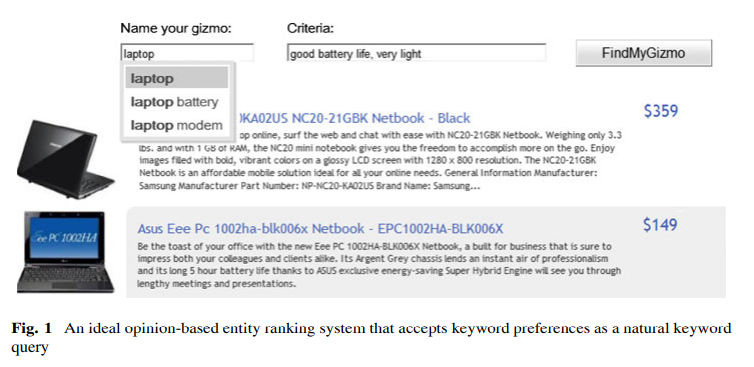 Name your gizmo: Criteria:
laptop good battery life, very light FindMyGizmo
laptop
laptop battery
laptop modem
KA02US NC20-21GBK Netbook - Black $359
op online, surf the web and chat with ease with NC20-21GBK Netbook. Weighing only 3.3
lbs. and with 1 GB of RAM, the NC20 mini notebook gives you the freedom to accomplish more on the go. Enjoy
images filled with bold, vibrant colors on a glossy LCD screen with 1280 x 800 resolution. The NC20-21GBK
Netbook is an affordable mobile solution ideal for all your online needs. General Information Manufacturer:
Samsung Manufacturer Part Number: NP-NC20-KA02US Brand Name: Samsung...
Eee PC 1002HA
Asus Eee Pc 1002ha-blk006x Netbook - EPC1002HA-BLK006X $149
Be the toast of your office with the new Eee PC 1002HA-BLK006X Netbook, a built for business that is sure to
impress both your colleagues and clients alike. Its Argent Grey chassis lends an instant air of professionalism
and its long 5 hour battery life thanks to ASUS exclusive energy-saving Super Hybrid Engine will see you through
lengthy meetings and presentations.
Fig. 1 An ideal opinion-based entity ranking system that accepts keyword preferences as a natural keyword
query